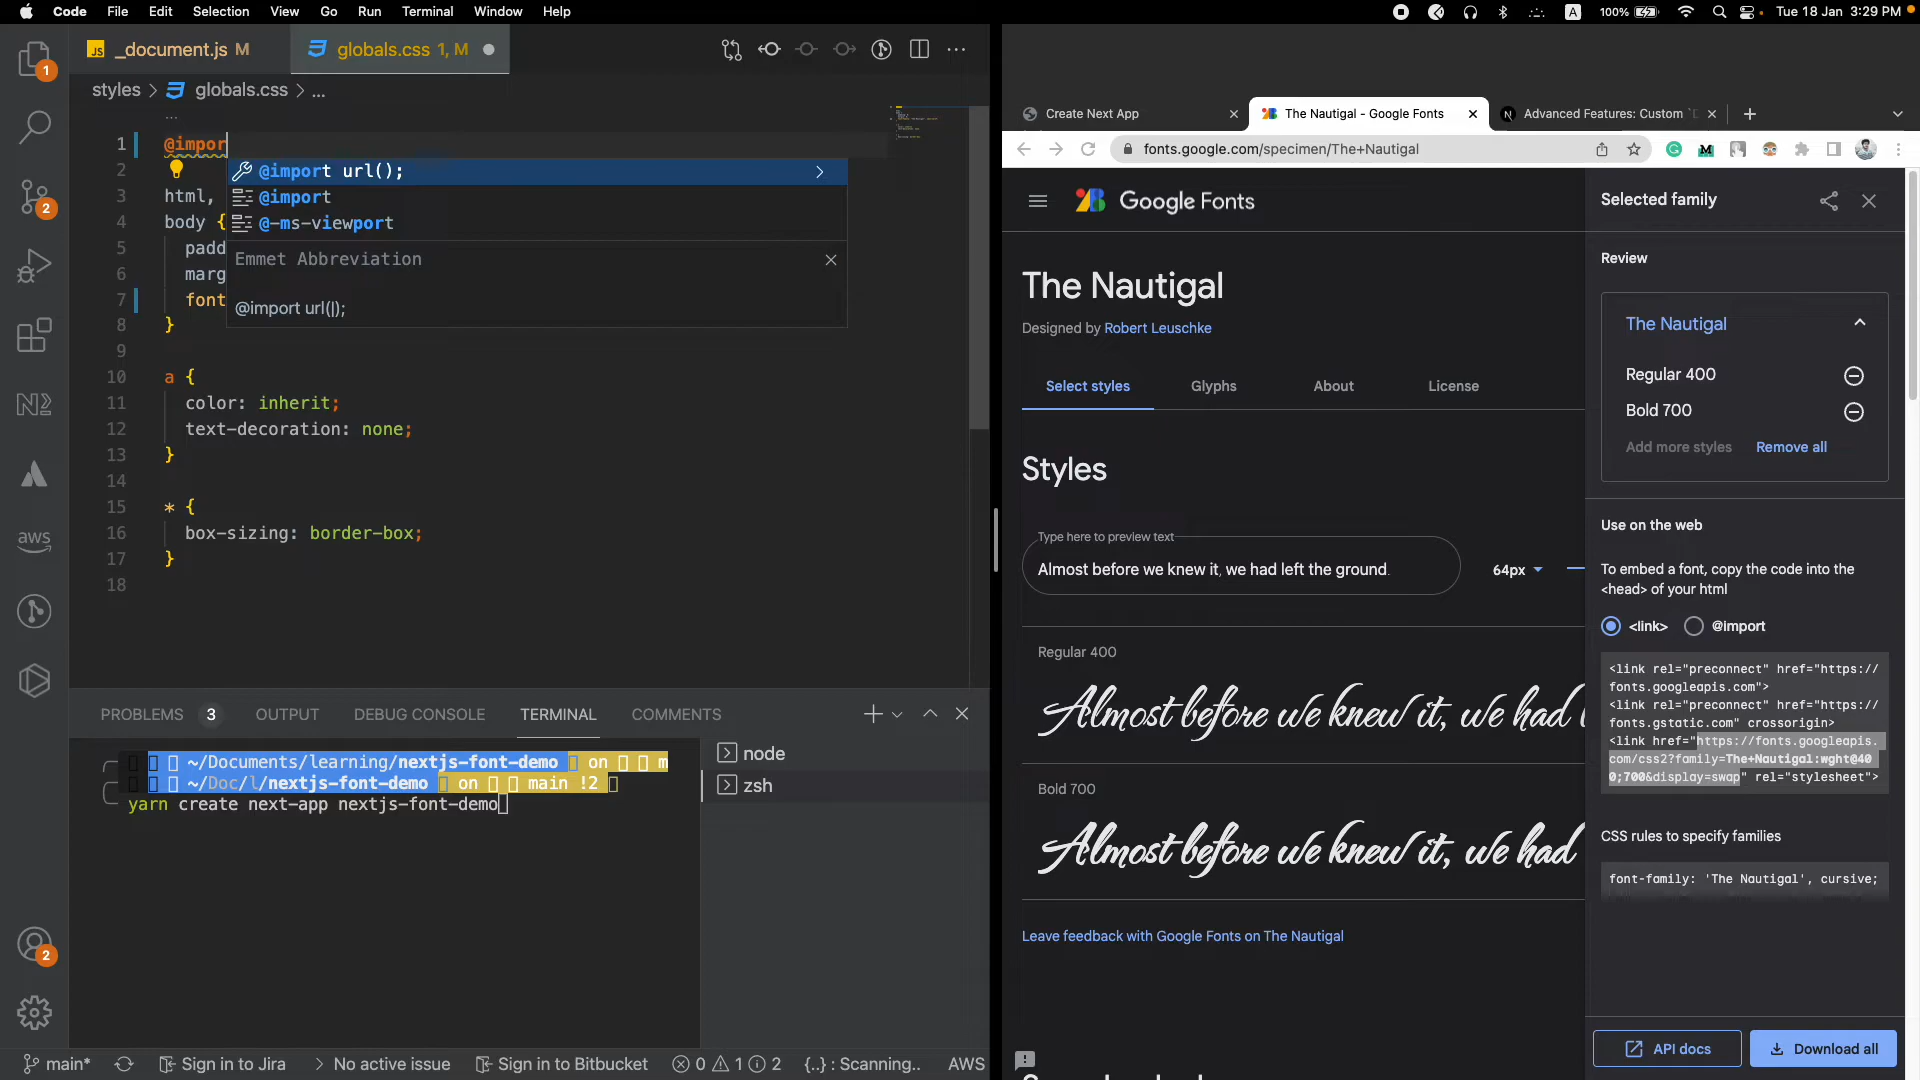 Code File Edit Selection View Go Run Terminal Window Help
A 100% Tue 18 Jan 3:29 PM
JS _document.js M
globals.css 1, M
styles > globals.css > ...
...
1 @impor
2
3 html,
4 body {
5 padd
6 marg
7 font
8 }
9
10 a {
11 color: inherit;
12 text-decoration: none;
13 }
14
15 * {
16 box-sizing: border-box;
17 }
18
@import url();
@import
@-ms-viewport
Emmet Abbreviation
@import url(|);
1
2
aws
2
PROBLEMS 3 OUTPUT DEBUG CONSOLE TERMINAL COMMENTS
~/Documents/learning/nextjs-font-demo on m
~/Doc/l/nextjs-font-demo on main !2
yarn create next-app nextjs-font-demo
node
zsh
main* Sign in to Jira No active issue Sign in to Bitbucket 0 1 2 {..} : Scanning.. AWS
Create Next App
The Nautigal - Google Fonts
Advanced Features: Custom `D
fonts.google.com/specimen/The+Nautigal
Google Fonts
The Nautigal
Designed by Robert Leuschke
Select styles Glyphs About License
Styles
Type here to preview text
Almost before we knew it, we had left the ground.
64px
Regular 400
Almost before we knew it, we had l
Bold 700
Almost before we knew it, we had
Leave feedback with Google Fonts on The Nautigal
Selected family
Review
The Nautigal
Regular 400
Bold 700
Add more styles Remove all
Use on the web
To embed a font, copy the code into the
<head> of your html
<link> @import
<link rel="preconnect" href="https://
fonts.googleapis.com">
<link rel="preconnect" href="https://
fonts.gstatic.com" crossorigin>
<link href="https://fonts.googleapis.
com/css2?family=The+Nautigal:wght@40
0;700&display=swap" rel="stylesheet">
CSS rules to specify families
font-family: 'The Nautigal', cursive;
API docs Download all